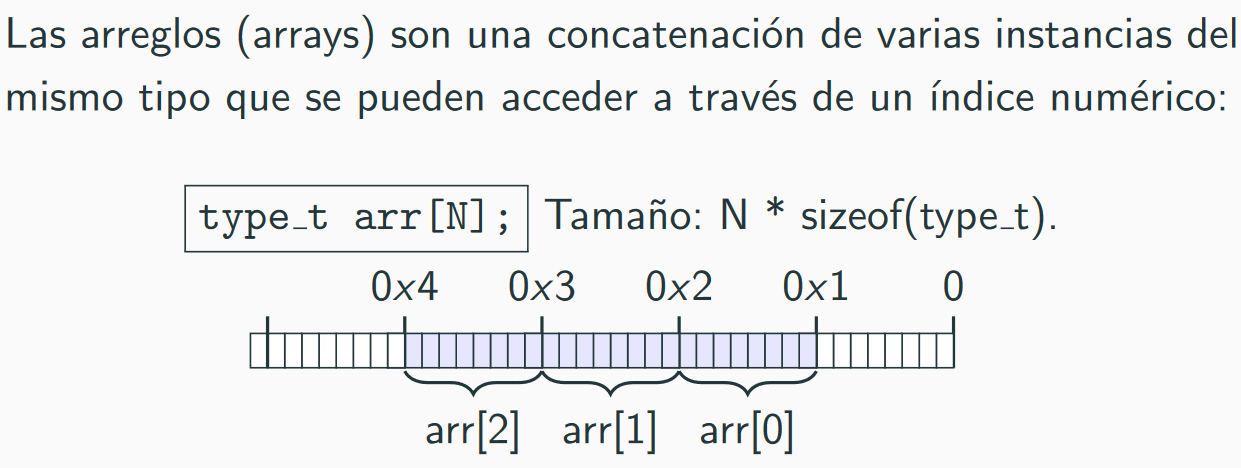 Las arreglos (arrays) son una concatenación de varias instancias del
mismo tipo que se pueden acceder a través de un índice numérico:
type_t arr[N]; Tamaño: N * sizeof(type_t).
0x4 0x3 0x2 0x1 0
arr[2] arr[1] arr[0]